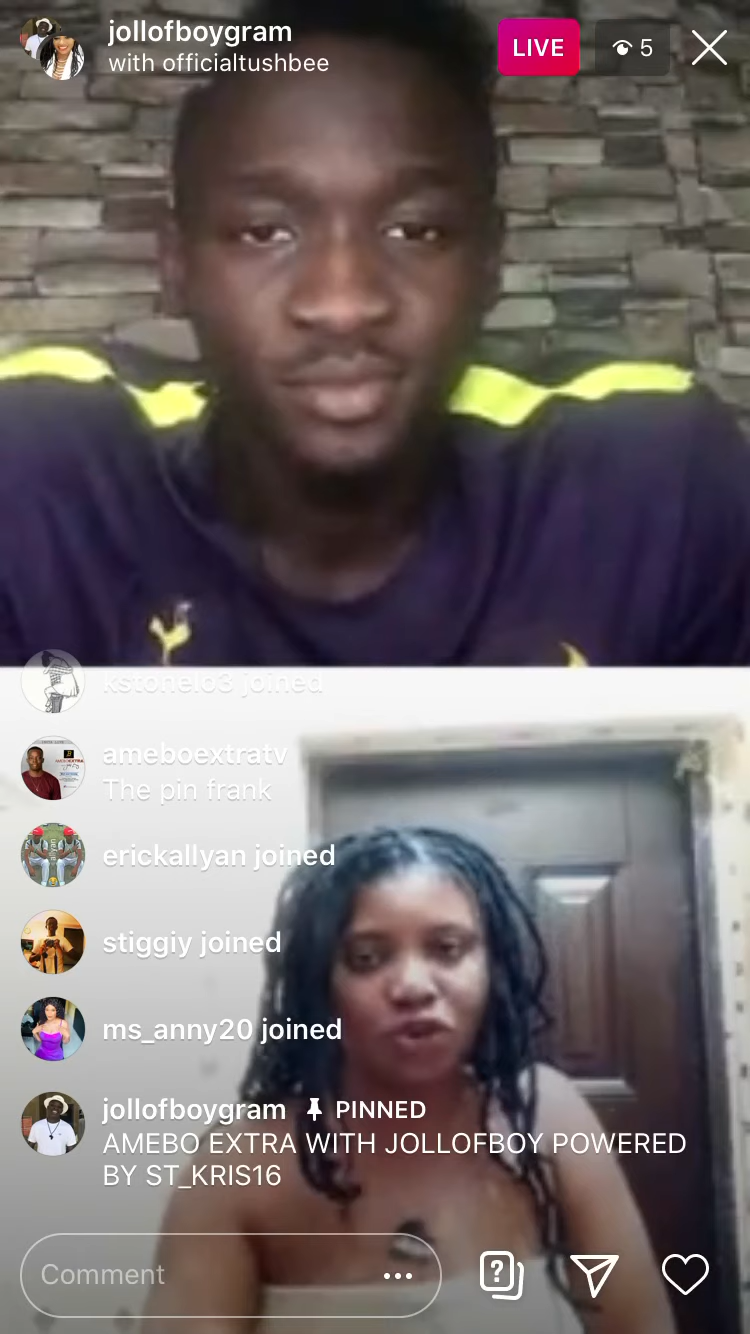 jollofboygram
with officialtushbee
LIVE
5
kstonelo3 joined
ameboextratv
The pin frank
erickallyan joined
stiggiy joined
ms_anny20 joined
jollofboygram PINNED
AMEBO EXTRA WITH JOLLOFBOY POWERED
BY ST_KRIS16
Comment